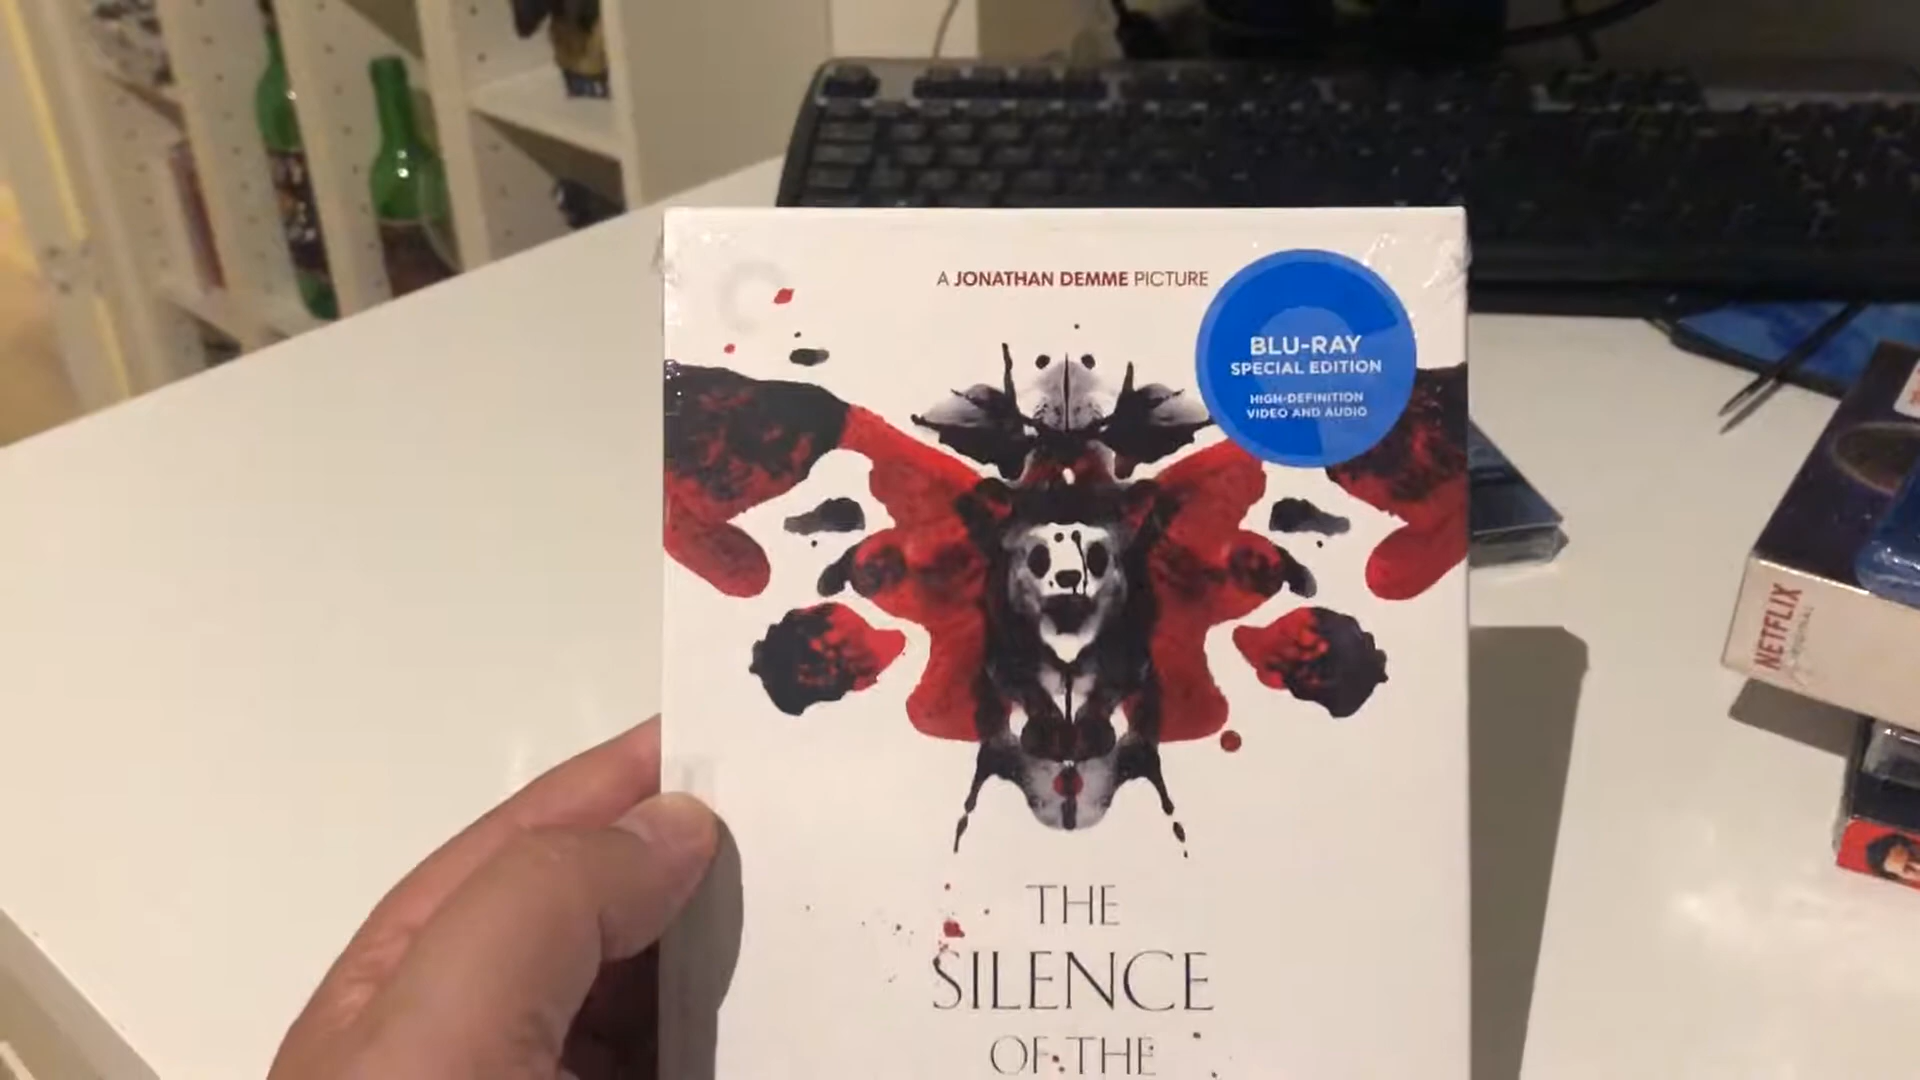 A JONATHAN DEMME PICTURE
BLU-RAY
SPECIAL EDITION
HIGH-DEFINITION
VIDEO AND AUDIO
THE
SILENCE
OF THE
NETFLIX